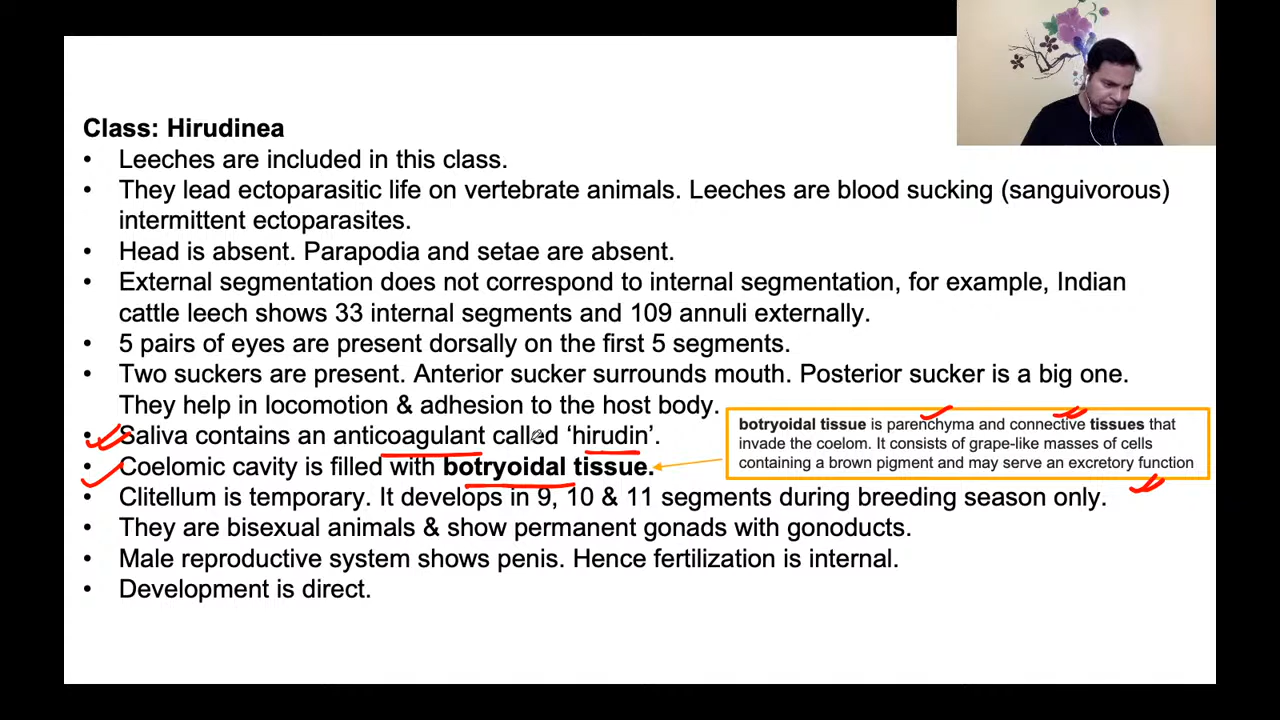 Class: Hirudinea
• Leeches are included in this class.
• They lead ectoparasitic life on vertebrate animals. Leeches are blood sucking (sanguivorous)
intermittent ectoparasites.
• Head is absent. Parapodia and setae are absent.
• External segmentation does not correspond to internal segmentation, for example, Indian
cattle leech shows 33 internal segments and 109 annuli externally.
• 5 pairs of eyes are present dorsally on the first 5 segments.
• Two suckers are present. Anterior sucker surrounds mouth. Posterior sucker is a big one.
They help in locomotion & adhesion to the host body.
• Saliva contains an anticoagulant called ‘hirudin’.
• Coelomic cavity is filled with botryoidal tissue.
botryoidal tissue is parenchyma and connective tissues that
invade the coelom. It consists of grape-like masses of cells
containing a brown pigment and may serve an excretory function
• Clitellum is temporary. It develops in 9, 10 & 11 segments during breeding season only.
• They are bisexual animals & show permanent gonads with gonoducts.
• Male reproductive system shows penis. Hence fertilization is internal.
• Development is direct.